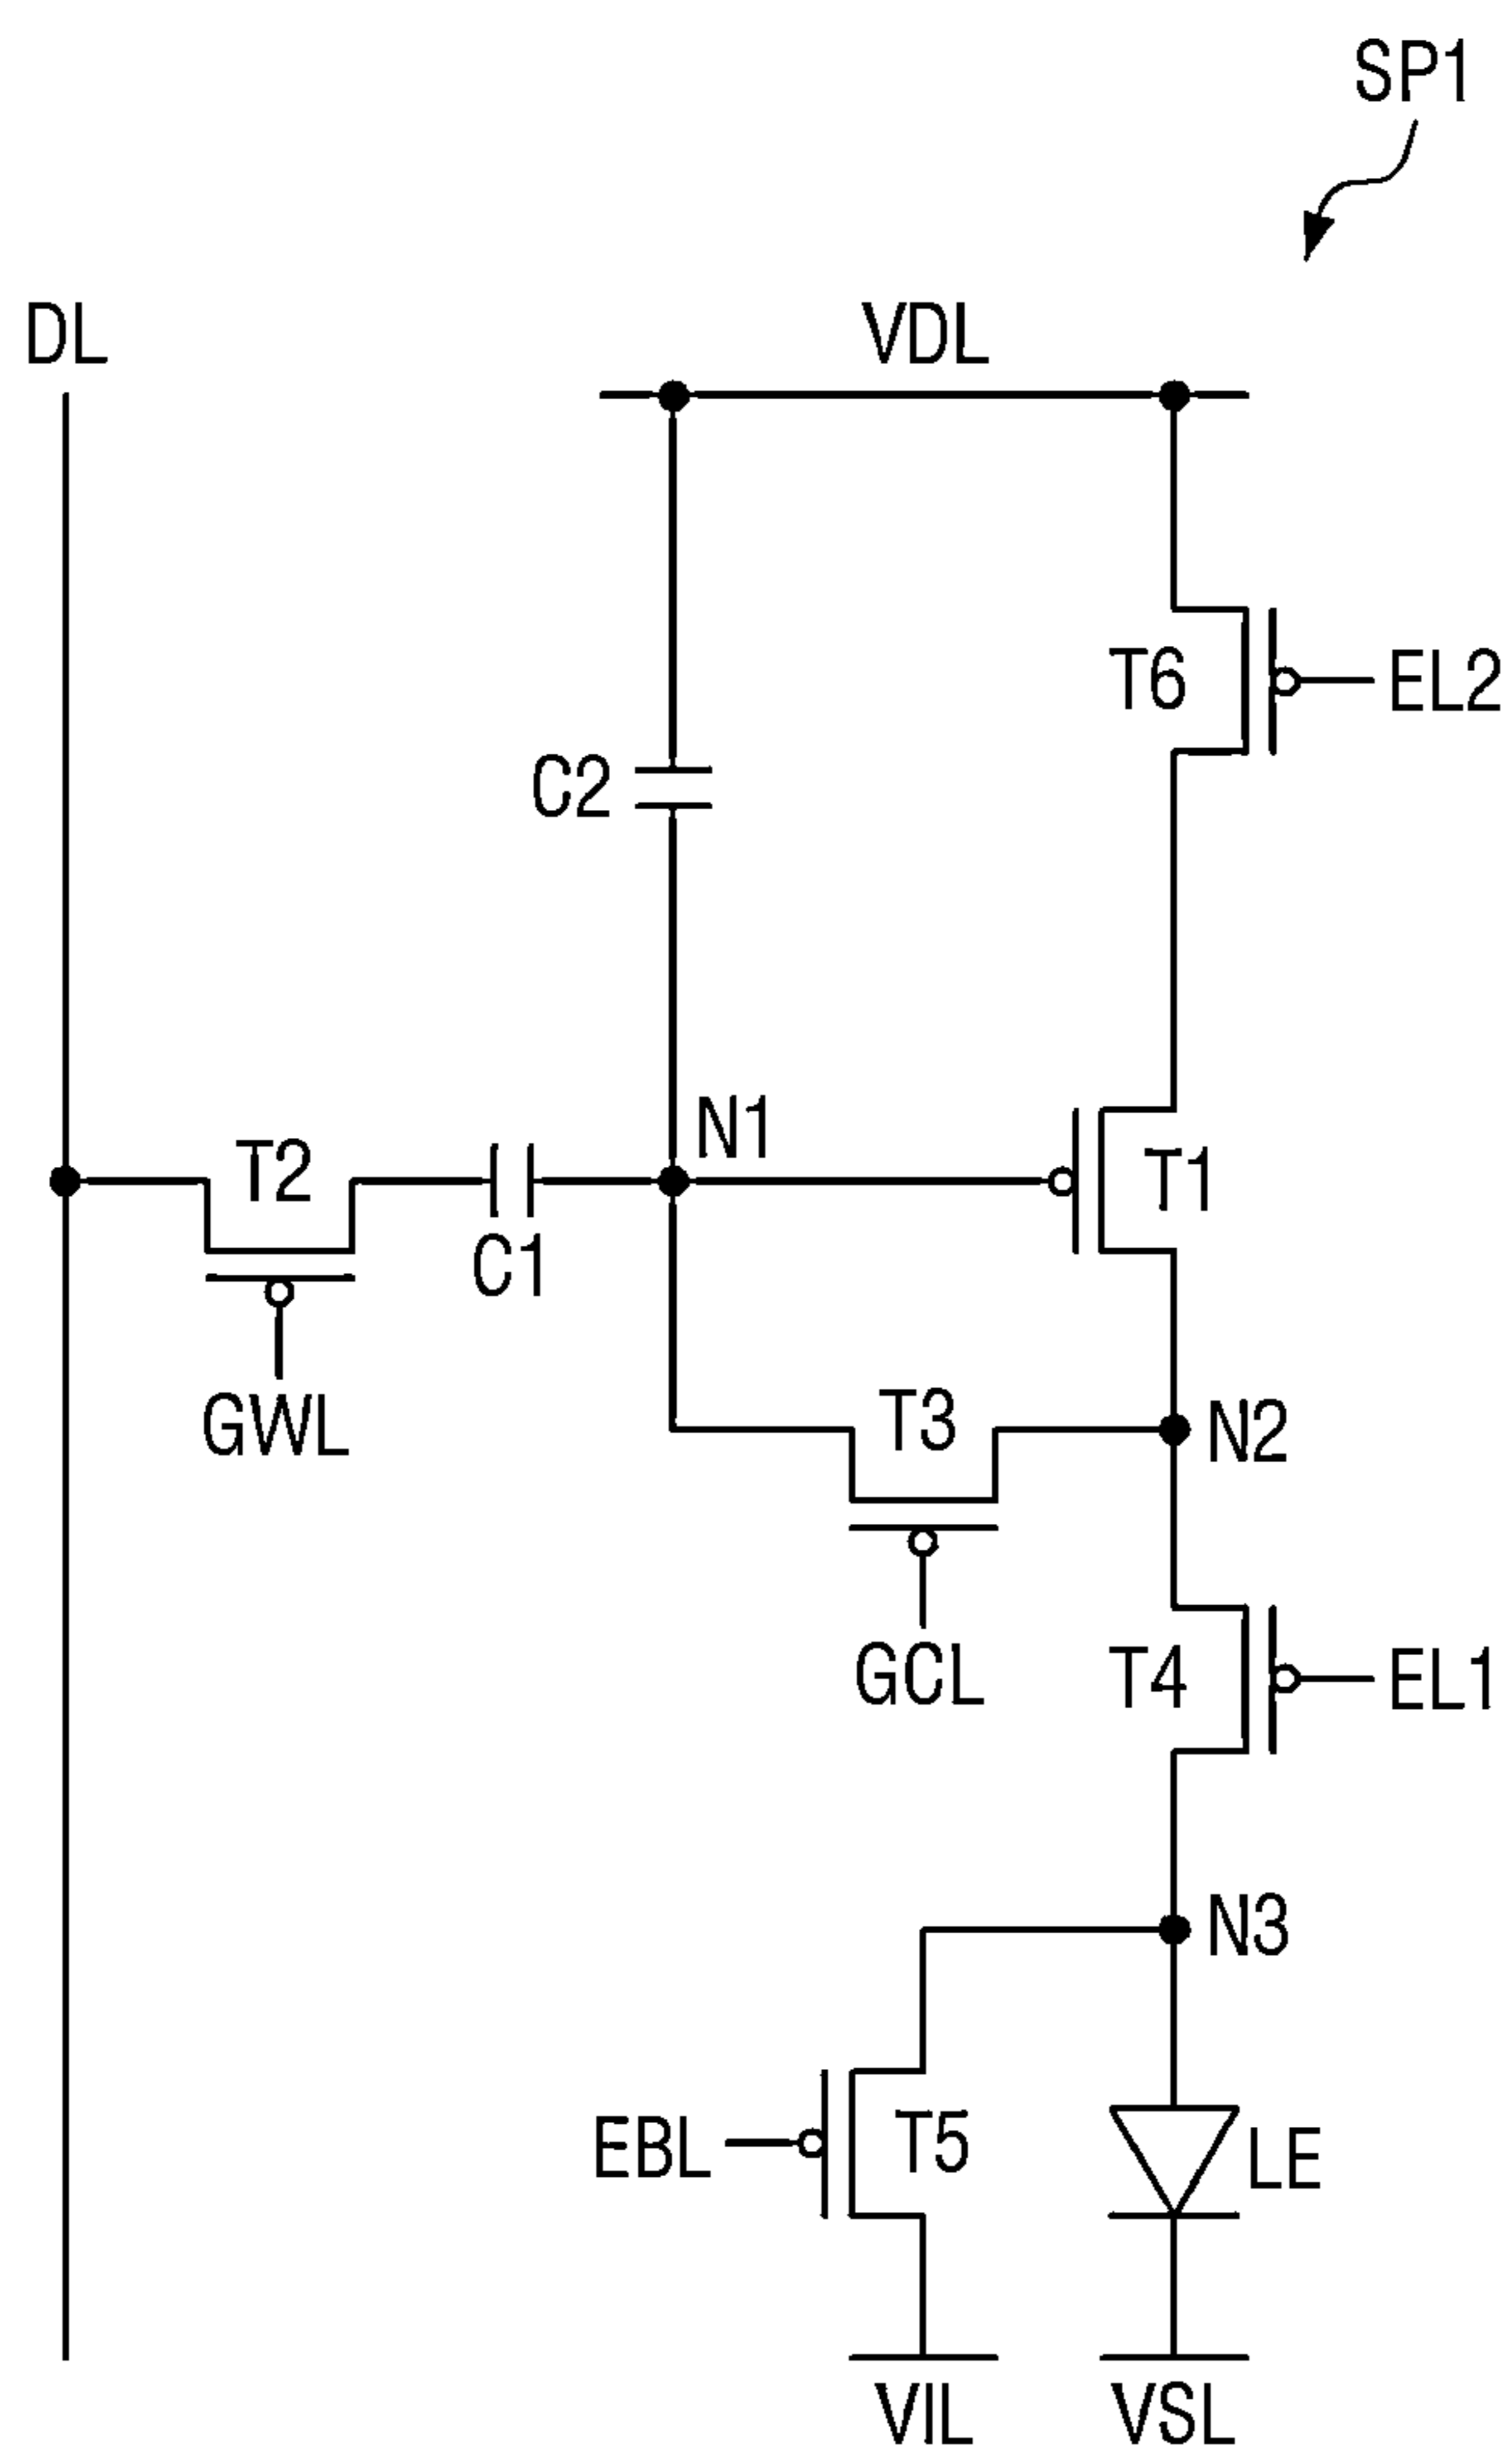 SP1
DL
VDL
T6
EL2
C2
N1
T2
T1
C1
GWL
T3
N2
GCL
T4
EL1
N3
EBL
T5
LE
VIL
VSL